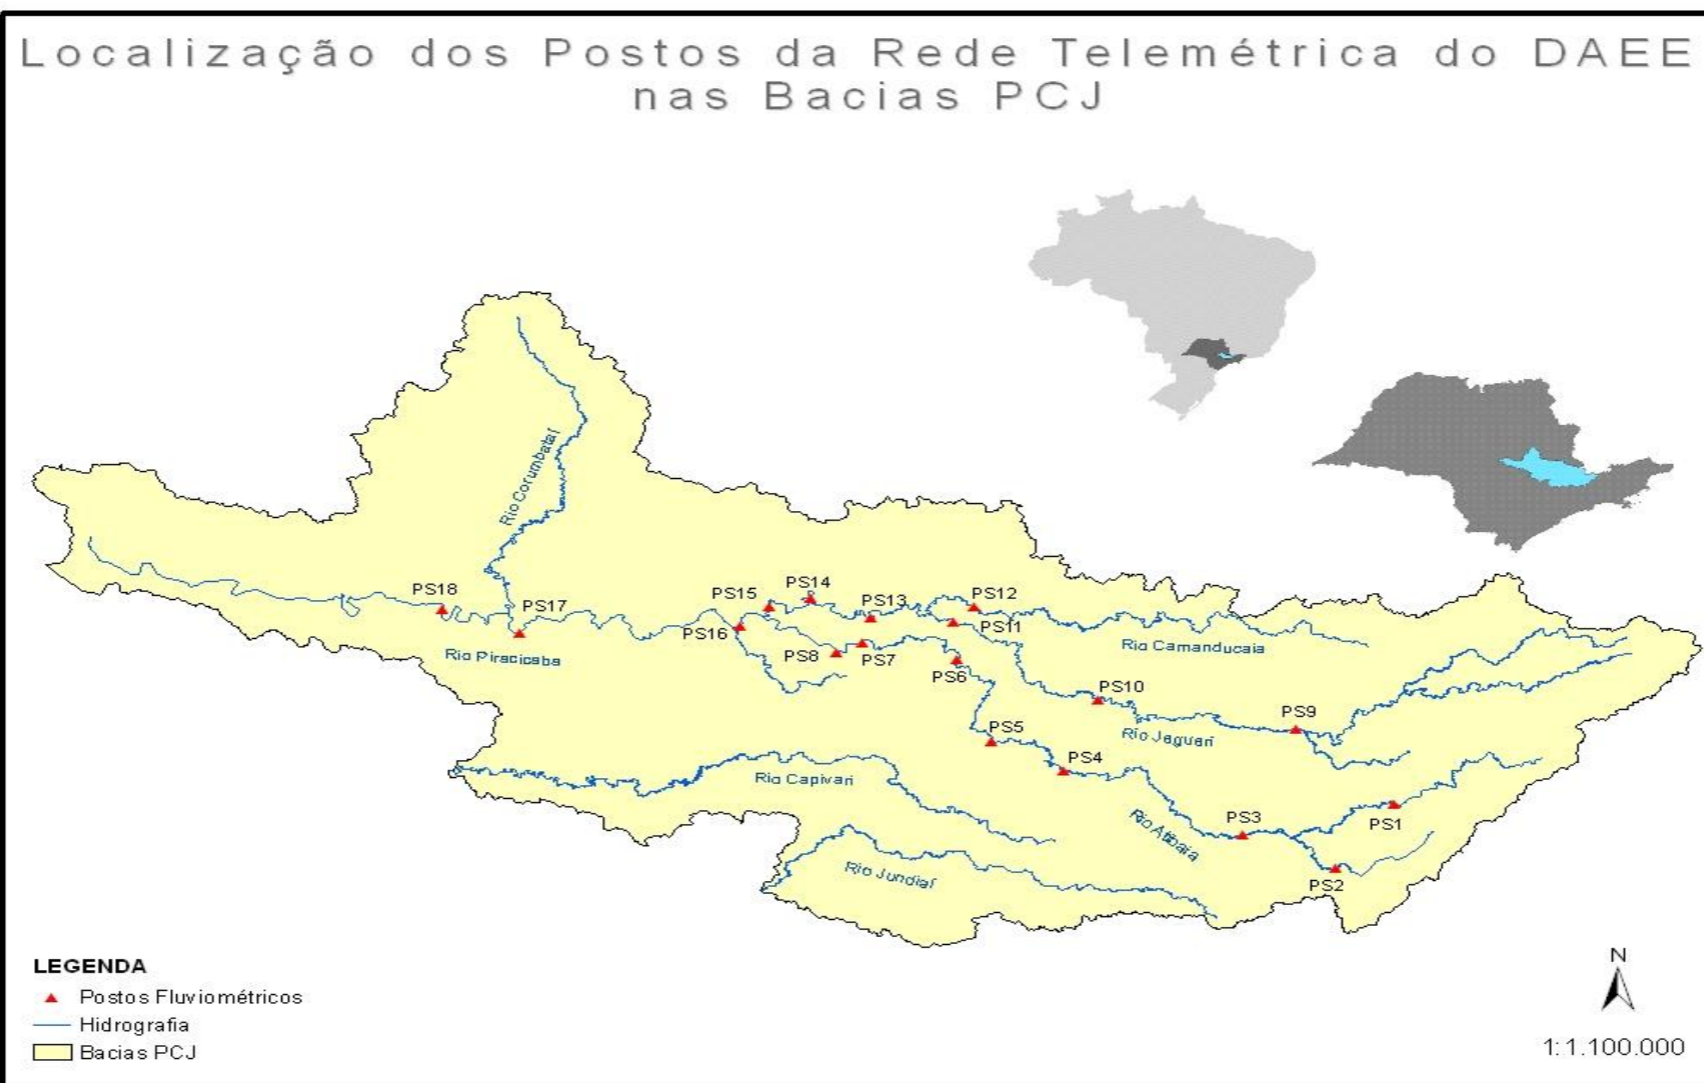 Localização dos Postos da Rede Telemétrica do DAEE
nas Bacias PCJ
Rio Corumbataí
PS18
PS17
PS15
PS14
PS13
PS12
PS16
PS11
Rio Piracicaba
PS8
PS7
PS6
Rio Camanducaia
PS10
PS9
PS5
Rio Jaguari
PS4
Rio Capivari
PS3
PS1
Rio Atibaia
Rio Jundiaí
PS2
LEGENDA
Postos Fluviométricos
Hidrografia
Bacias PCJ
N
1:1.100.000